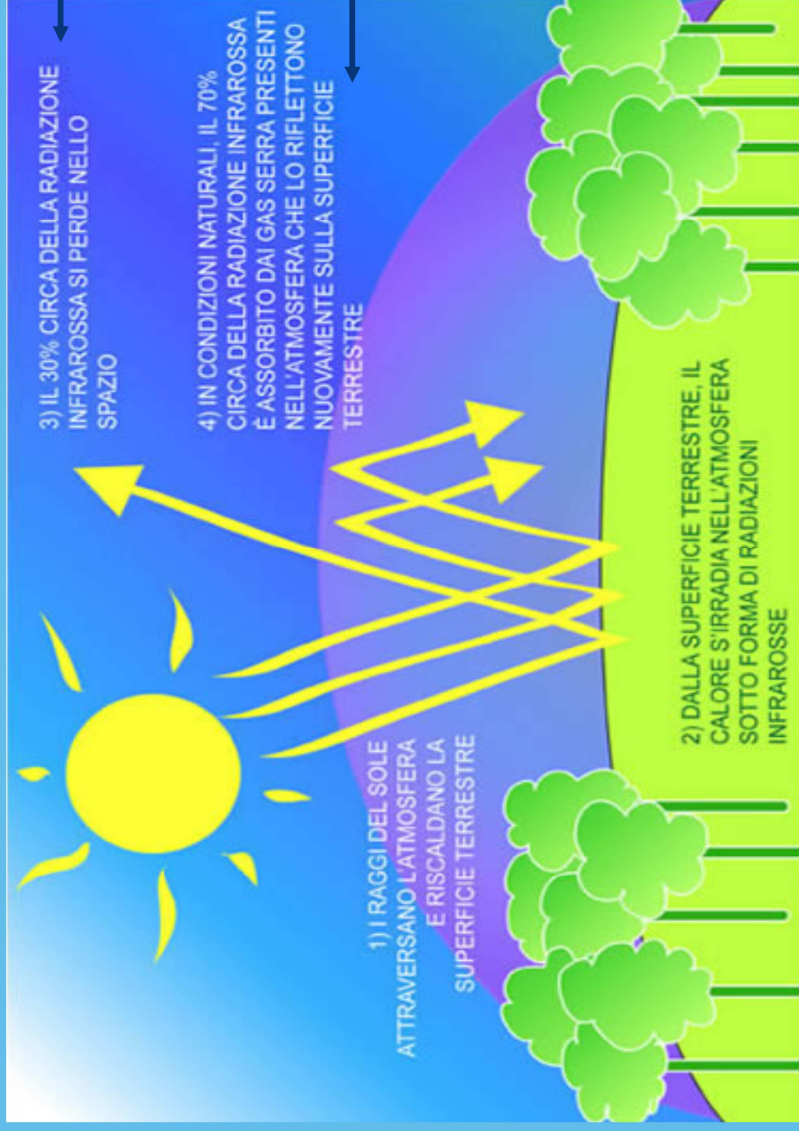 1) I RAGGI DEL SOLE
ATTRAVERSANO L'ATMOSFERA
E RISCALDANO LA
SUPERFICIE TERRESTRE
2) DALLA SUPERFICIE TERRESTRE, IL
CALORE S'IRRADIA NELL'ATMOSFERA
SOTTO FORMA DI RADIAZIONI
INFRAROSSE
3) IL 30% CIRCA DELLA RADIAZIONE
INFRAROSSA SI PERDE NELLO
SPAZIO
4) IN CONDIZIONI NATURALI, IL 70%
CIRCA DELLA RADIAZIONE INFRAROSSA
È ASSORBITO DAI GAS SERRA PRESENTI
NELL'ATMOSFERA CHE LO RIFLETTONO
NUOVAMENTE SULLA SUPERFICIE
TERRESTRE